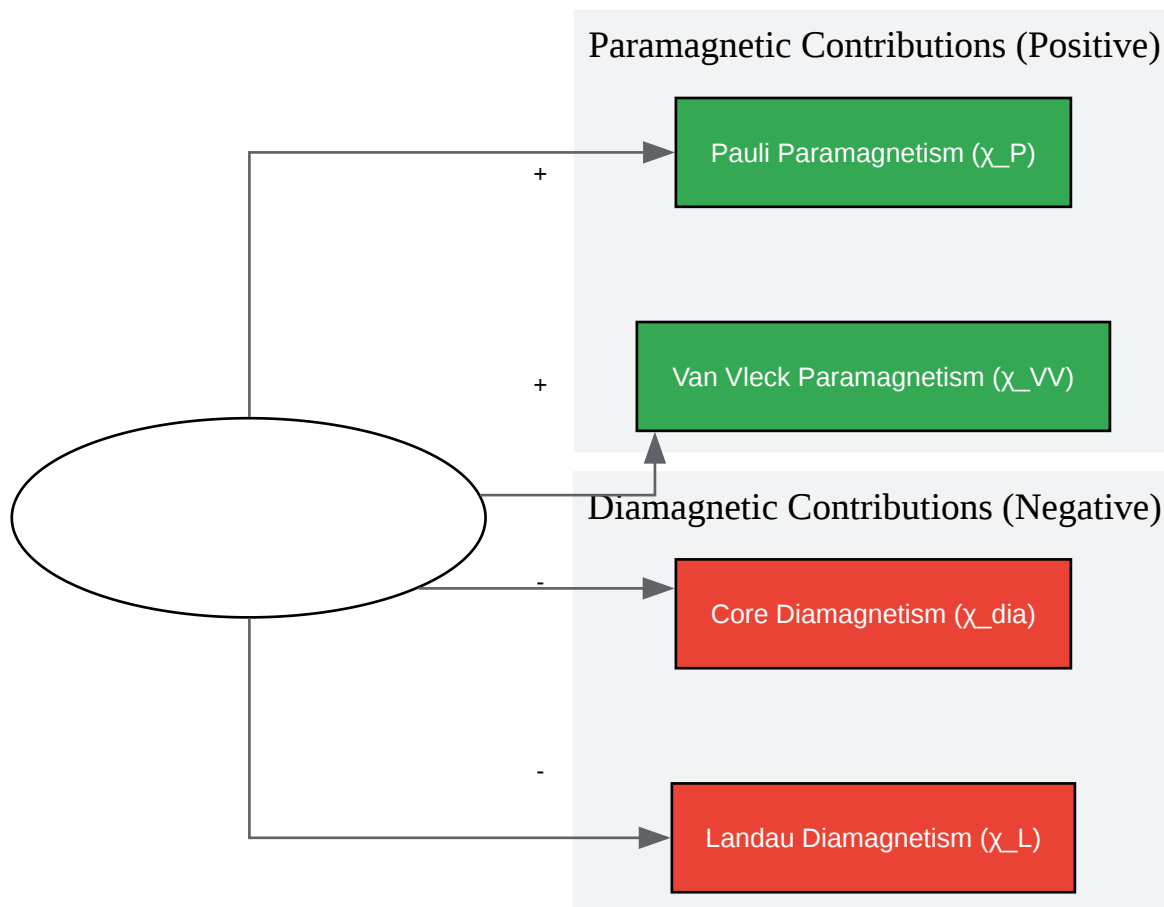 Paramagnetic Contributions (Positive)
Pauli Paramagnetism (χ_P)
+
Van Vleck Paramagnetism (χ_VV)
+
Diamagnetic Contributions (Negative)
-
Core Diamagnetism (χ_dia)
-
Landau Diamagnetism (χ_L)